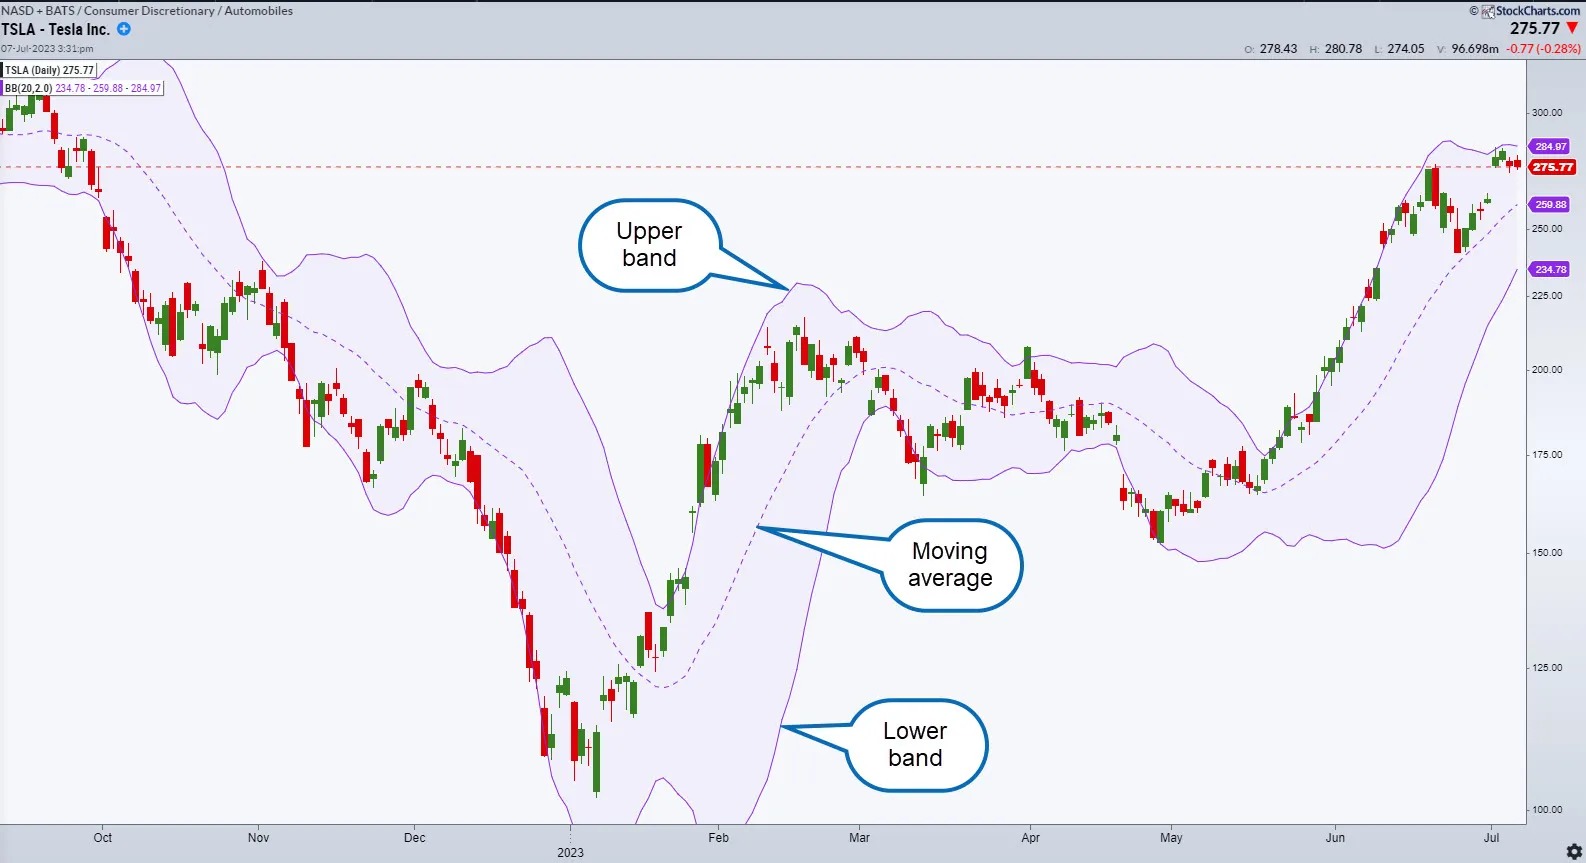 NASD + BATS / Consumer Discretionary / Automobiles
© StockCharts.com
TSLA - Tesla Inc.
275.77
07-Jul-2023 3:31:pm
O: 278.43 H: 280.78 L: 274.05 V: 96.698m -0.77 (-0.28%)
TSLA (Daily) 275.77
BB(20,2.0) 234.78 - 259.88 - 284.97
300.00
284.97
275.77
259.88
250.00
234.78
225.00
200.00
175.00
150.00
125.00
100.00
Upper
band
Moving
average
Lower
band
Oct Nov Dec Feb Mar Apr May Jun Jul
2023